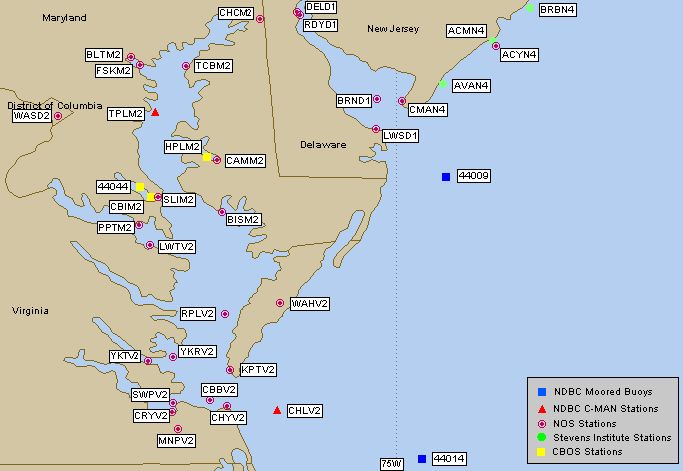 Maryland
CHCM2
DELD1
RDYD1
New Jersey
BRBN4
ACMN4
ACYN4
BLTM2
FSKM2
TCBM2
AVAN4
District of Columbia
WASD2
TPLM2
BRND1
CMAN4
LWSD1
HPLM2
CAMM2
Delaware
44009
44044
CBIM2
SLIM2
BISM2
PPTM2
LWTV2
Virginia
RPLV2
WAHV2
YKTV2
YKRV2
KPTV2
SWPV2
CBBV2
CRYV2
CHYV2
CHLV2
MNPV2
75W
44014
NDBC Moored Buoys
NDBC C-MAN Stations
NOS Stations
Stevens Institute Stations
CBOS Stations